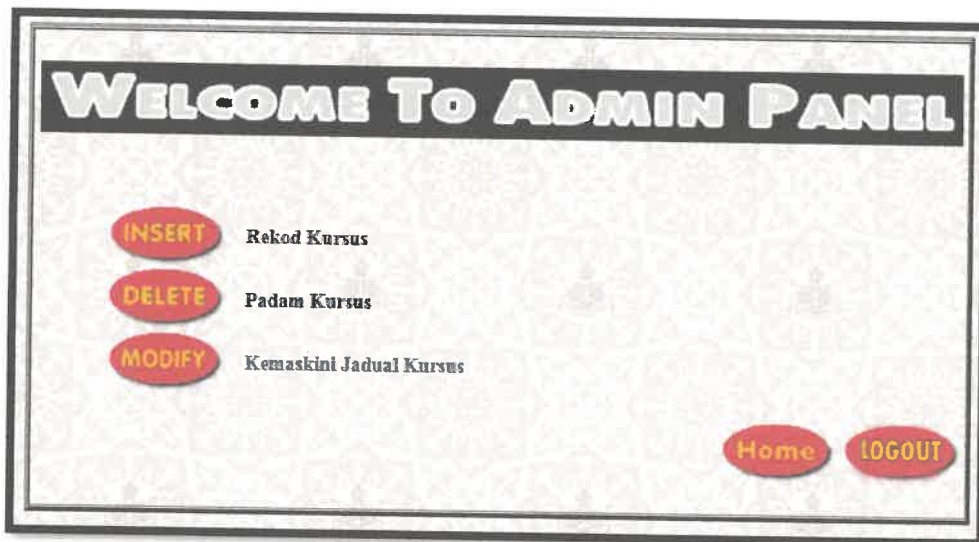 WELCOME TO ADMIN PANEL
INSERT Rekod Kursus
DELETE Padam Kursus
MODIFY Kemaskini Jadual Kursus
Home LOGOUT